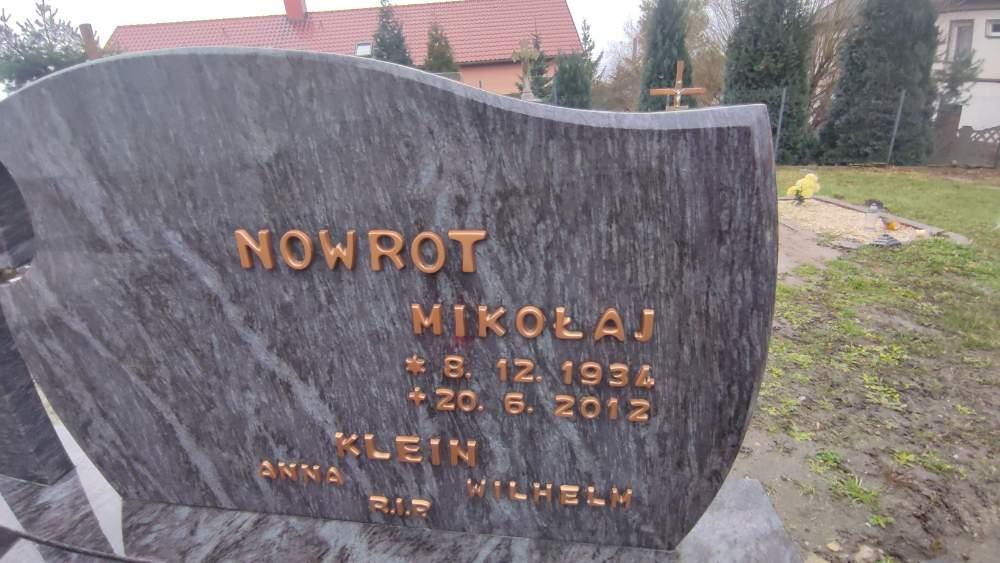 NOWROT
MIKOŁAJ
* 8. 12. 1934
+ 20. 6. 2012
KLEIN
ANNA WILHELM
R.I.R